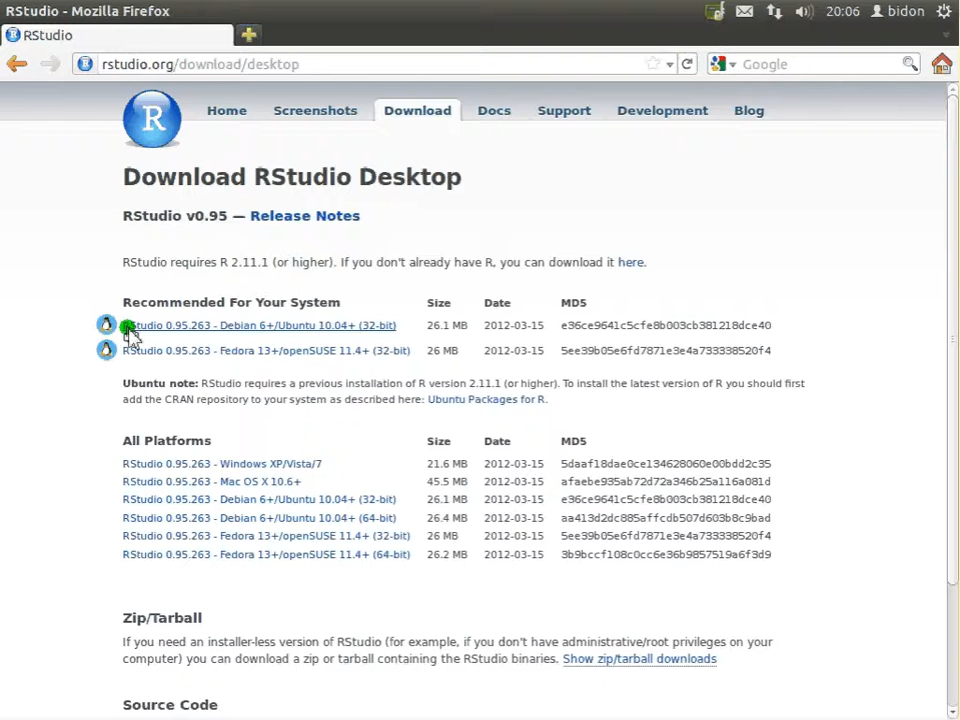 RStudio - Mozilla Firefox
20:06 bidon
RStudio
rstudio.org/download/desktop
Google
R Home Screenshots Download Docs Support Development Blog
Download RStudio Desktop
RStudio v0.95 — Release Notes
RStudio requires R 2.11.1 (or higher). If you don't already have R, you can download it here.
Recommended For Your System Size Date MD5
RStudio 0.95.263 - Debian 6+/Ubuntu 10.04+ (32-bit) 26.1 MB 2012-03-15 e36ce9641c5cfe8b003cb381218dce40
RStudio 0.95.263 - Fedora 13+/openSUSE 11.4+ (32-bit) 26 MB 2012-03-15 5ee39b05e6fd7871e3e4a733338520f4
Ubuntu note: RStudio requires a previous installation of R version 2.11.1 (or higher). To install the latest version of R you should first
add the CRAN repository to your system as described here: Ubuntu Packages for R.
All Platforms Size Date MD5
RStudio 0.95.263 - Windows XP/Vista/7 21.6 MB 2012-03-15 5daaf18dae0ce134628060e00bdd2c35
RStudio 0.95.263 - Mac OS X 10.6+ 45.5 MB 2012-03-15 afaebe935ab72d72a346b25a116a081d
RStudio 0.95.263 - Debian 6+/Ubuntu 10.04+ (32-bit) 26.1 MB 2012-03-15 e36ce9641c5cfe8b003cb381218dce40
RStudio 0.95.263 - Debian 6+/Ubuntu 10.04+ (64-bit) 26.4 MB 2012-03-15 aa413d2dc885affcdb507d603b8c9bad
RStudio 0.95.263 - Fedora 13+/openSUSE 11.4+ (32-bit) 26 MB 2012-03-15 5ee39b05e6fd7871e3e4a733338520f4
RStudio 0.95.263 - Fedora 13+/openSUSE 11.4+ (64-bit) 26.2 MB 2012-03-15 3b9bccf108c0cc6e36b9857519a6f3d9
Zip/Tarball
If you need an installer-less version of RStudio (for example, if you don't have administrative/root privileges on your
computer) you can download a zip or tarball containing the RStudio binaries. Show zip/tarball downloads
Source Code